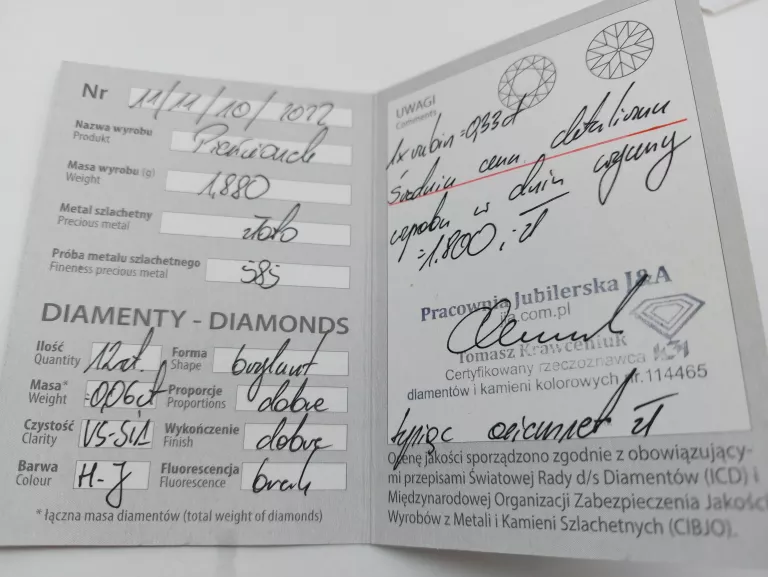 Nr 11/11/10/2022
Nazwa wyrobu
Produkt
Pierścionek
Masa wyrobu (g)
Weight
1,880
Metal szlachetny
Precious metal
złoto
Próba metalu szlachetnego
Fineness precious metal
585
DIAMENTY - DIAMONDS
Ilość
Quantity
12szt.
Forma
Shape
brylant
Masa*
Weight
=0,06ct
Proporcje
Proportions
dobre
Czystość
Clarity
VS-SI1
Wykończenie
Finish
dobre
Barwa
Colour
H-J
Fluorescencja
Fluorescence
brak
* łączna masa diamentów (total weight of diamonds)
UWAGI
Comments
1x rubin =0,33ct
Średnia cena detaliczna
wyrobu w dniu wyceny
=1.800,- zł
Pracownia Jubilerska J&A
.com.pl
Tomasz Krawceniuk
Certyfikowany rzeczoznawca
diamentów i kamieni kolorowych nr.114465
tysiąc osiemset zł
Ocenę jakości sporządzono zgodnie z obowiązujący-
mi przepisami Światowej Rady d/s Diamentów (ICD) i
Międzynarodowej Organizacji Zabezpieczenia Jakości
Wyrobów z Metali i Kamieni Szlachetnych (CIBJO).